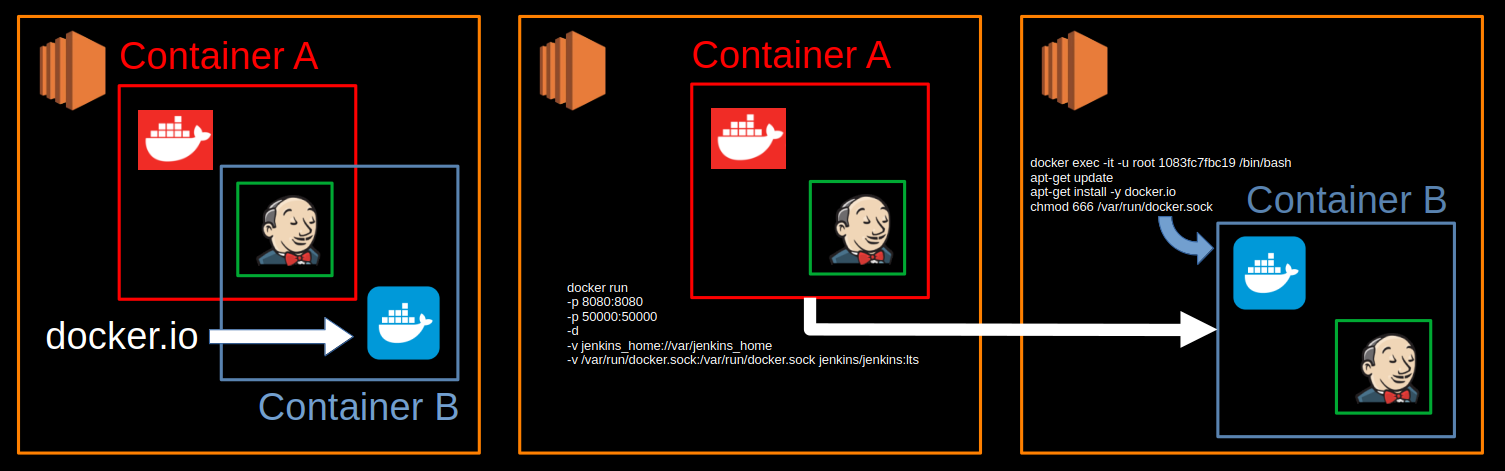 Container A
docker.io
Container B
Container A
docker run
-p 8080:8080
-p 50000:50000
-d
-v jenkins_home://var/jenkins_home
-v /var/run/docker.sock:/var/run/docker.sock jenkins/jenkins:lts
docker exec -it -u root 1083fc7fbc19 /bin/bash
apt-get update
apt-get install -y docker.io
chmod 666 /var/run/docker.sock
Container B